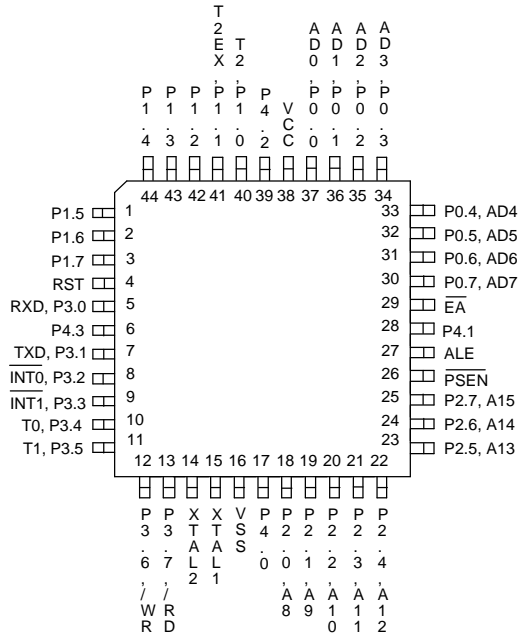 T2EX,P1.1
T2,P1.0
AD0,P0.0
AD1,P0.1
AD2,P0.2
AD3,P0.3
P1.4
P1.3
P1.2
P4.2
VCC
44 43 42 41 40 39 38 37 36 35 34
P1.5 1
P1.6 2
P1.7 3
RST 4
RXD, P3.0 5
P4.3 6
TXD, P3.1 7
INT0, P3.2 8
INT1, P3.3 9
T0, P3.4 10
T1, P3.5 11
33 P0.4, AD4
32 P0.5, AD5
31 P0.6, AD6
30 P0.7, AD7
29 EA
28 P4.1
27 ALE
26 PSEN
25 P2.7, A15
24 P2.6, A14
23 P2.5, A13
12 13 14 15 16 17 18 19 20 21 22
P3.6,/WR
P3.7,/RD
XTAL2
XTAL1
VSS
P4.0
P2.0,A8
P2.1,A9
P2.2,A10
P2.3,A11
P2.4,A12